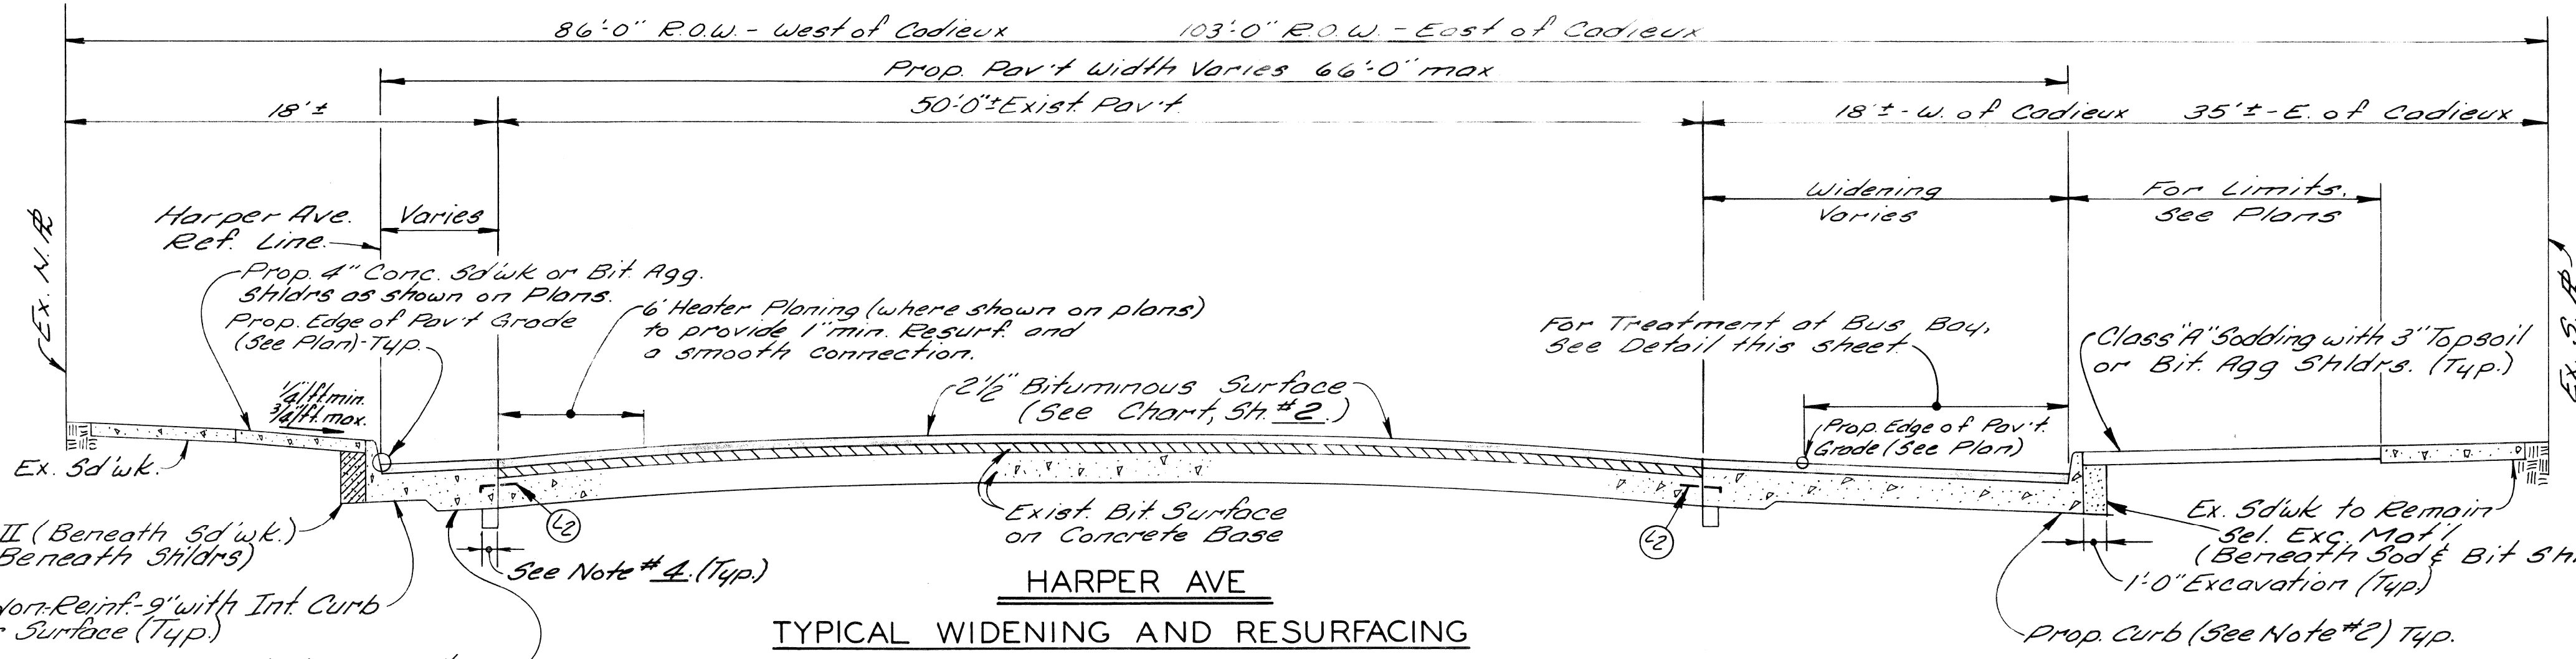 86'-0" R.O.W. - West of Cadieux 103'-0" R.O.W. - East of Cadieux
Prop. Pav't Width Varies 66'-0" max
18'± 50'-0"± Exist. Pav't. 18'± - W. of Cadieux 35'± - E. of Cadieux
Widening
Varies
For Limits.
See Plans
Harper Ave.
Ref. Line
Varies
Ex. N. ⅊
Ex. S. ⅊
Prop. 4" Conc. Sd'wk or Bit. Agg.
Shldrs as shown on Plans.
Prop. Edge of Pav't Grade
(See Plan)-Typ.
6' Heater Planing (where shown on plans)
to provide 1" min. Resurf. and
a smooth connection.
For Treatment at Bus Bay,
See Detail this sheet
Class "A" Sodding with 3" Topsoil
or Bit. Agg Shldrs. (Typ.)
1/4"/ft. min.
3/4"/ft. max.
2 1/2" Bituminous Surface
(See Chart, Sh. #2.)
Prop. Edge of Pav't.
Grade (See Plan)
Ex. Sd'wk.
L2
L2
Exist. Bit Surface
on Concrete Base
Ex. Sd'wk to Remain
Sel. Exc. Mat'l
(Beneath Sod & Bit Sh
1'-0" Excavation (Typ.)
II (Beneath Sd'wk.)
Beneath Shldrs)
See Note #4. (Typ.)
Non-Reinf.-9" with Int. Curb
Surface (Typ.)
Prop. Curb (See Note #2) Typ.
HARPER AVE
TYPICAL WIDENING AND RESURFACING